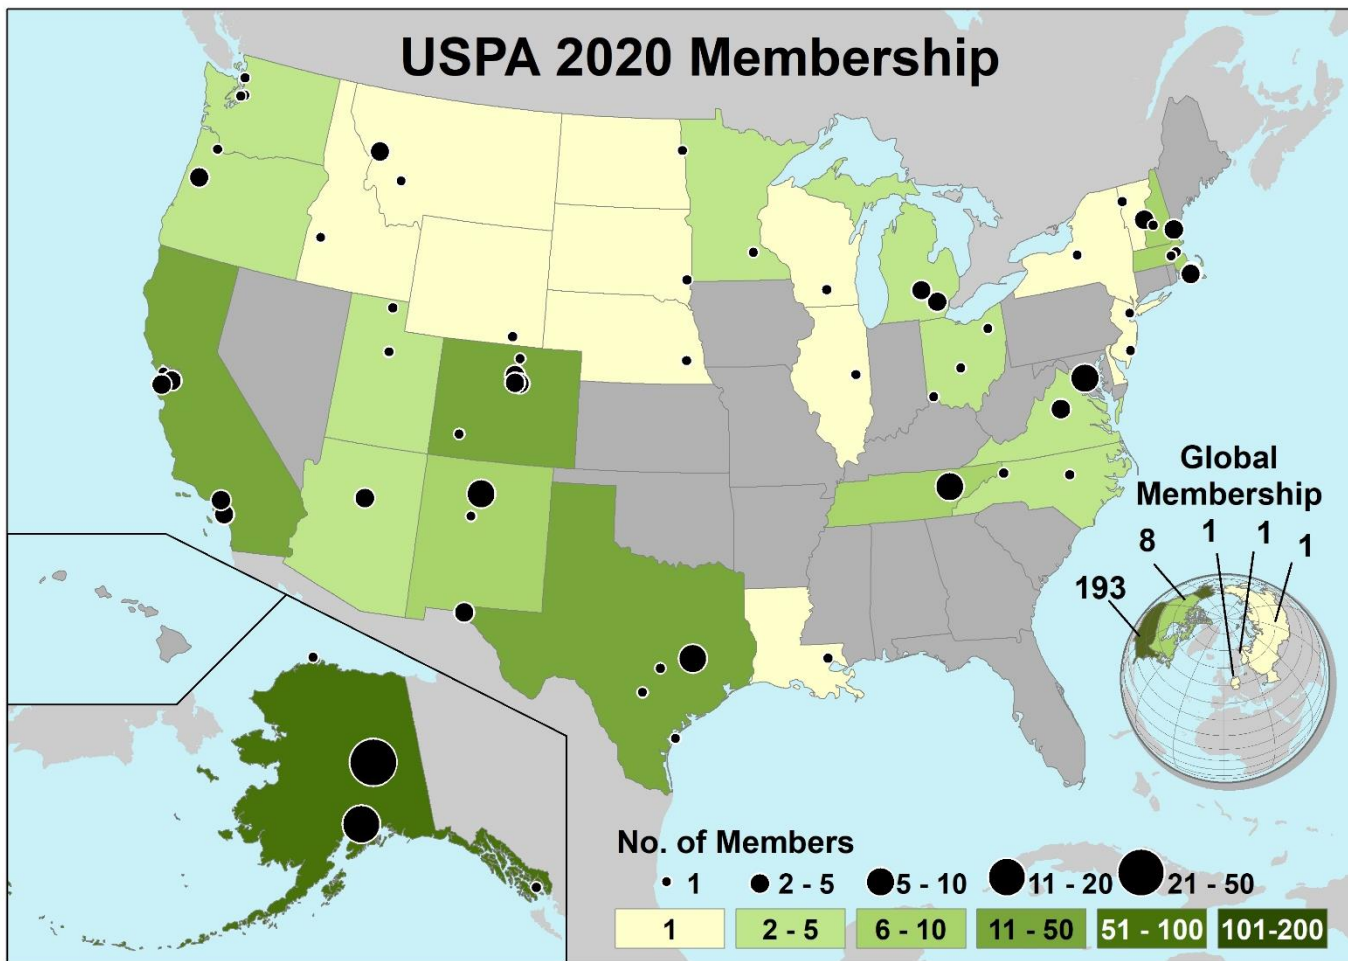 USPA 2020 Membership
Global
Membership
1 1 1
8
193
No. of Members
1 2 - 5 5 - 10 11 - 20 21 - 50
1 2 - 5 6 - 10 11 - 50 51 - 100 101-200